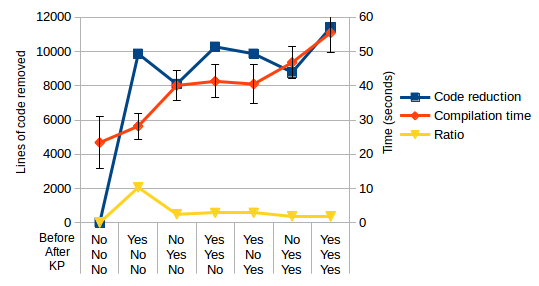 12000 60
10000 50
8000 40
6000 30
4000 20
2000 10
0 0
Lines of code removed
Time (seconds)
Code reduction
Compilation time
Ratio
Before No Yes No Yes Yes No Yes
After No No Yes Yes No Yes Yes
KP No No No No Yes Yes Yes